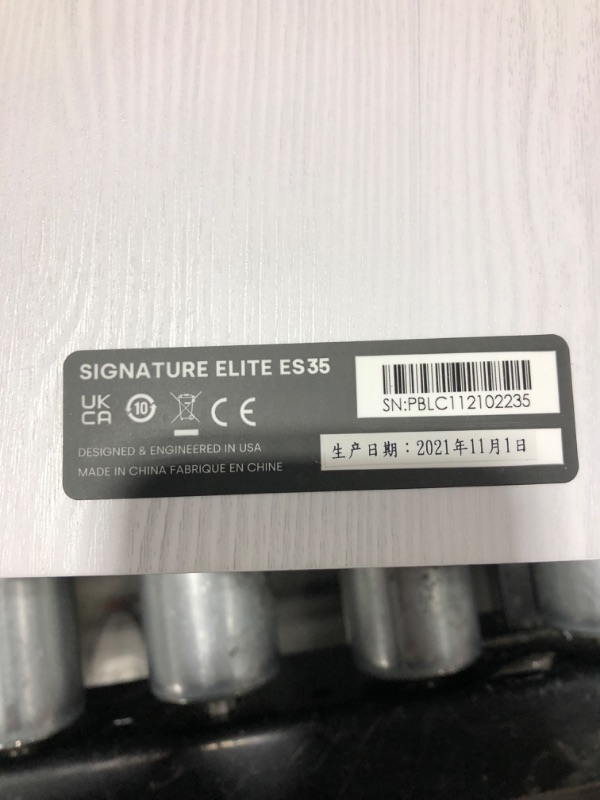 SIGNATURE ELITE ES35
SN:PBLC112102235
UK
CA
10
CE
DESIGNED & ENGINEERED IN USA
MADE IN CHINA FABRIQUE EN CHINE
生产日期：2021年11月1日